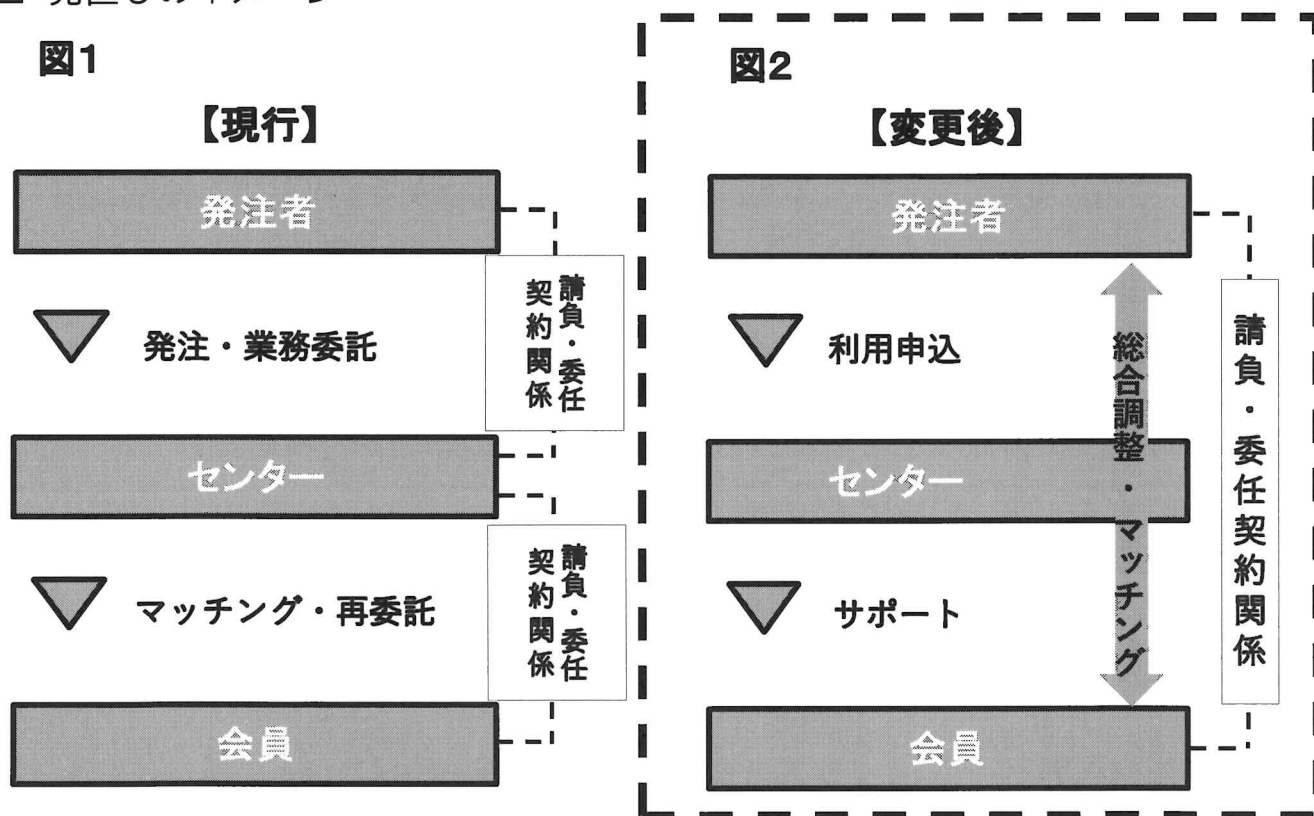 図1
【現行】
発注者
請負・委任
契約関係
発注・業務委託
センター
請負・委任
契約関係
マッチング・再委託
会員
図2
【変更後】
発注者
利用申込
総合調整・マッチング
請負・委任契約関係
センター
サポート
会員